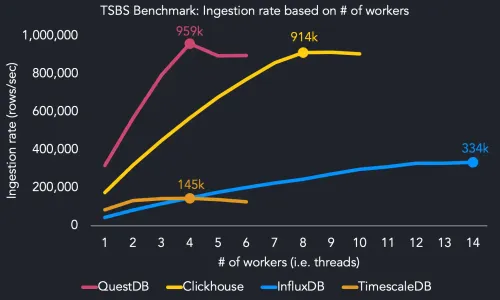 TSBS Benchmark: Ingestion rate based on # of workers
1,000,000
800,000
600,000
400,000
200,000
0
Ingestion rate (rows/sec)
959k
914k
334k
145k
1 2 3 4 5 6 7 8 9 10 11 12 13 14
# of workers (i.e. threads)
QuestDB Clickhouse InfluxDB TimescaleDB